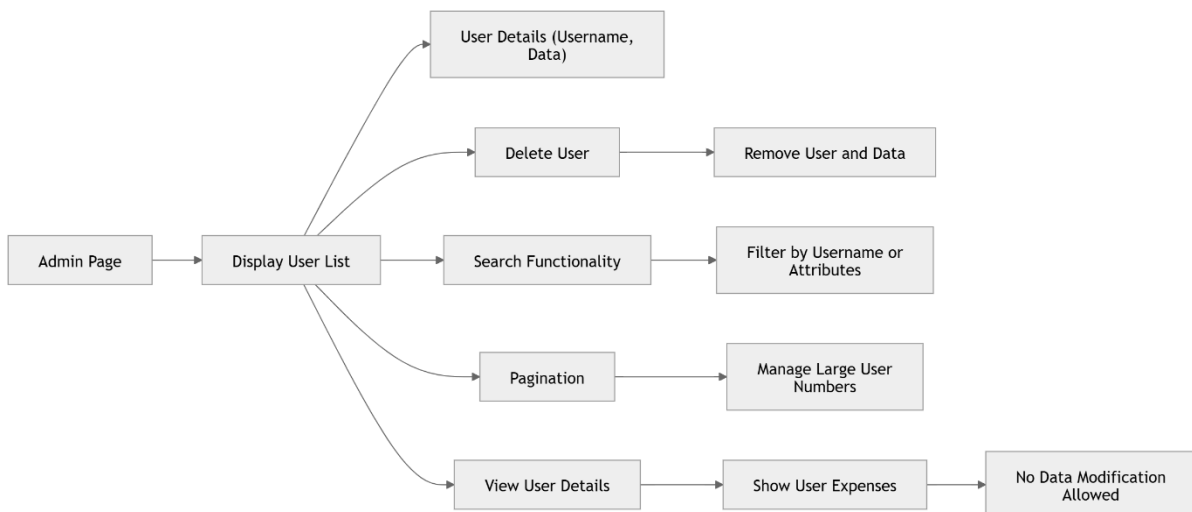 User Details (Username,
Data)
Delete User
Remove User and Data
Admin Page
Display User List
Search Functionality
Filter by Username or
Attributes
Pagination
Manage Large User
Numbers
View User Details
Show User Expenses
No Data Modification
Allowed